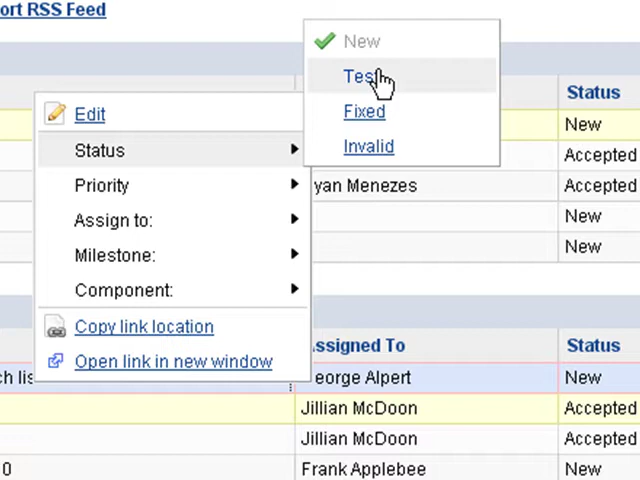 ort RSS Feed
New
Test
Fixed
Invalid
Edit
Status
Priority
Assign to:
Milestone:
Component:
Copy link location
Open link in new window
Status
New
Accepted
yan Menezes Accepted
New
New
ssigned To Status
ch lis eorge Alpert New
Jillian McDoon Accepted
Jillian McDoon Accepted
0 Frank Applebee New